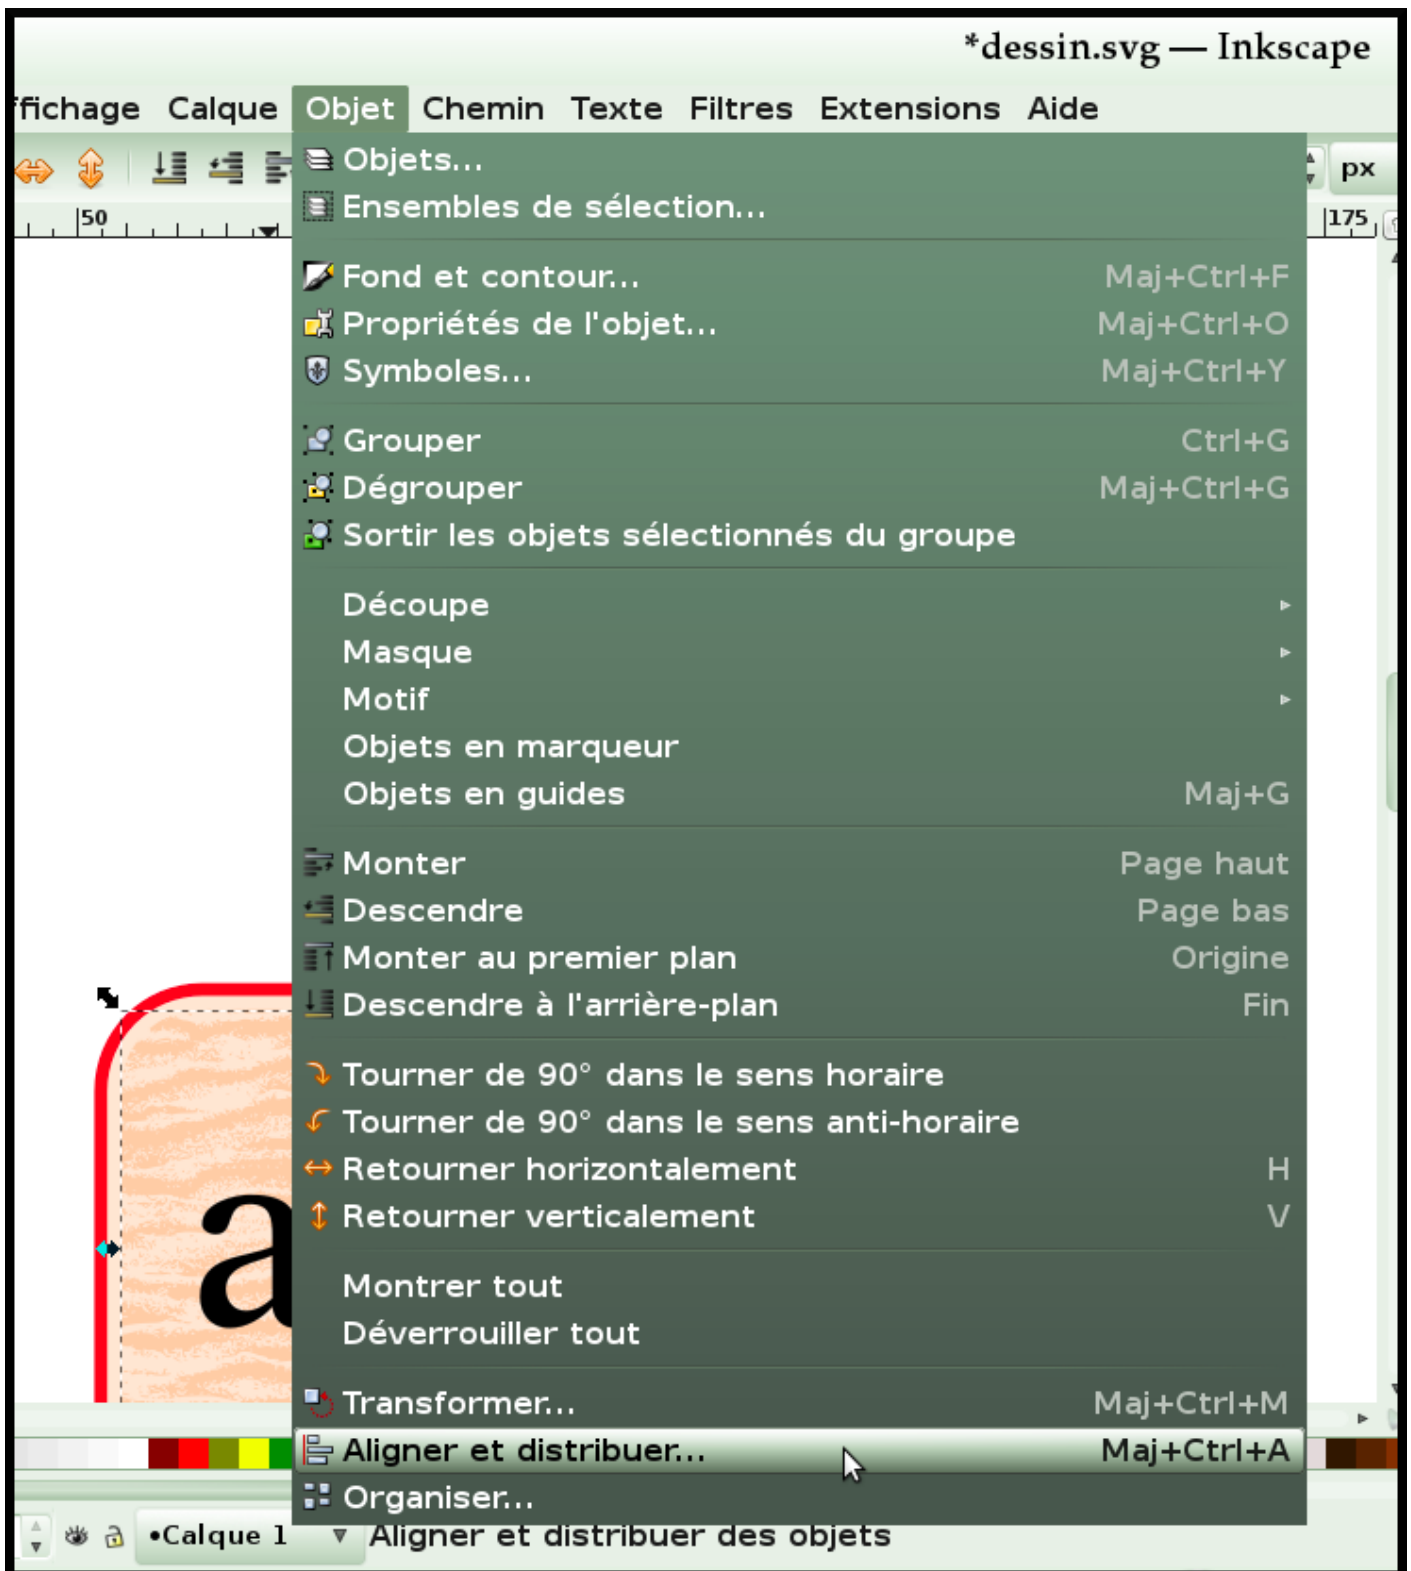 *dessin.svg — Inkscape
ffichage Calque Objet Chemin Texte Filtres Extensions Aide
px
50
175
Objets...
Ensembles de sélection...
Fond et contour... Maj+Ctrl+F
Propriétés de l'objet... Maj+Ctrl+O
Symboles... Maj+Ctrl+Y
Grouper Ctrl+G
Dégrouper Maj+Ctrl+G
Sortir les objets sélectionnés du groupe
Découpe
Masque
Motif
Objets en marqueur
Objets en guides Maj+G
Monter Page haut
Descendre Page bas
Monter au premier plan Origine
Descendre à l'arrière-plan Fin
Tourner de 90° dans le sens horaire
Tourner de 90° dans le sens anti-horaire
Retourner horizontalement H
a
Retourner verticalement V
Montrer tout
Déverrouiller tout
Transformer... Maj+Ctrl+M
Aligner et distribuer... Maj+Ctrl+A
Organiser...
•Calque 1 Aligner et distribuer des objets